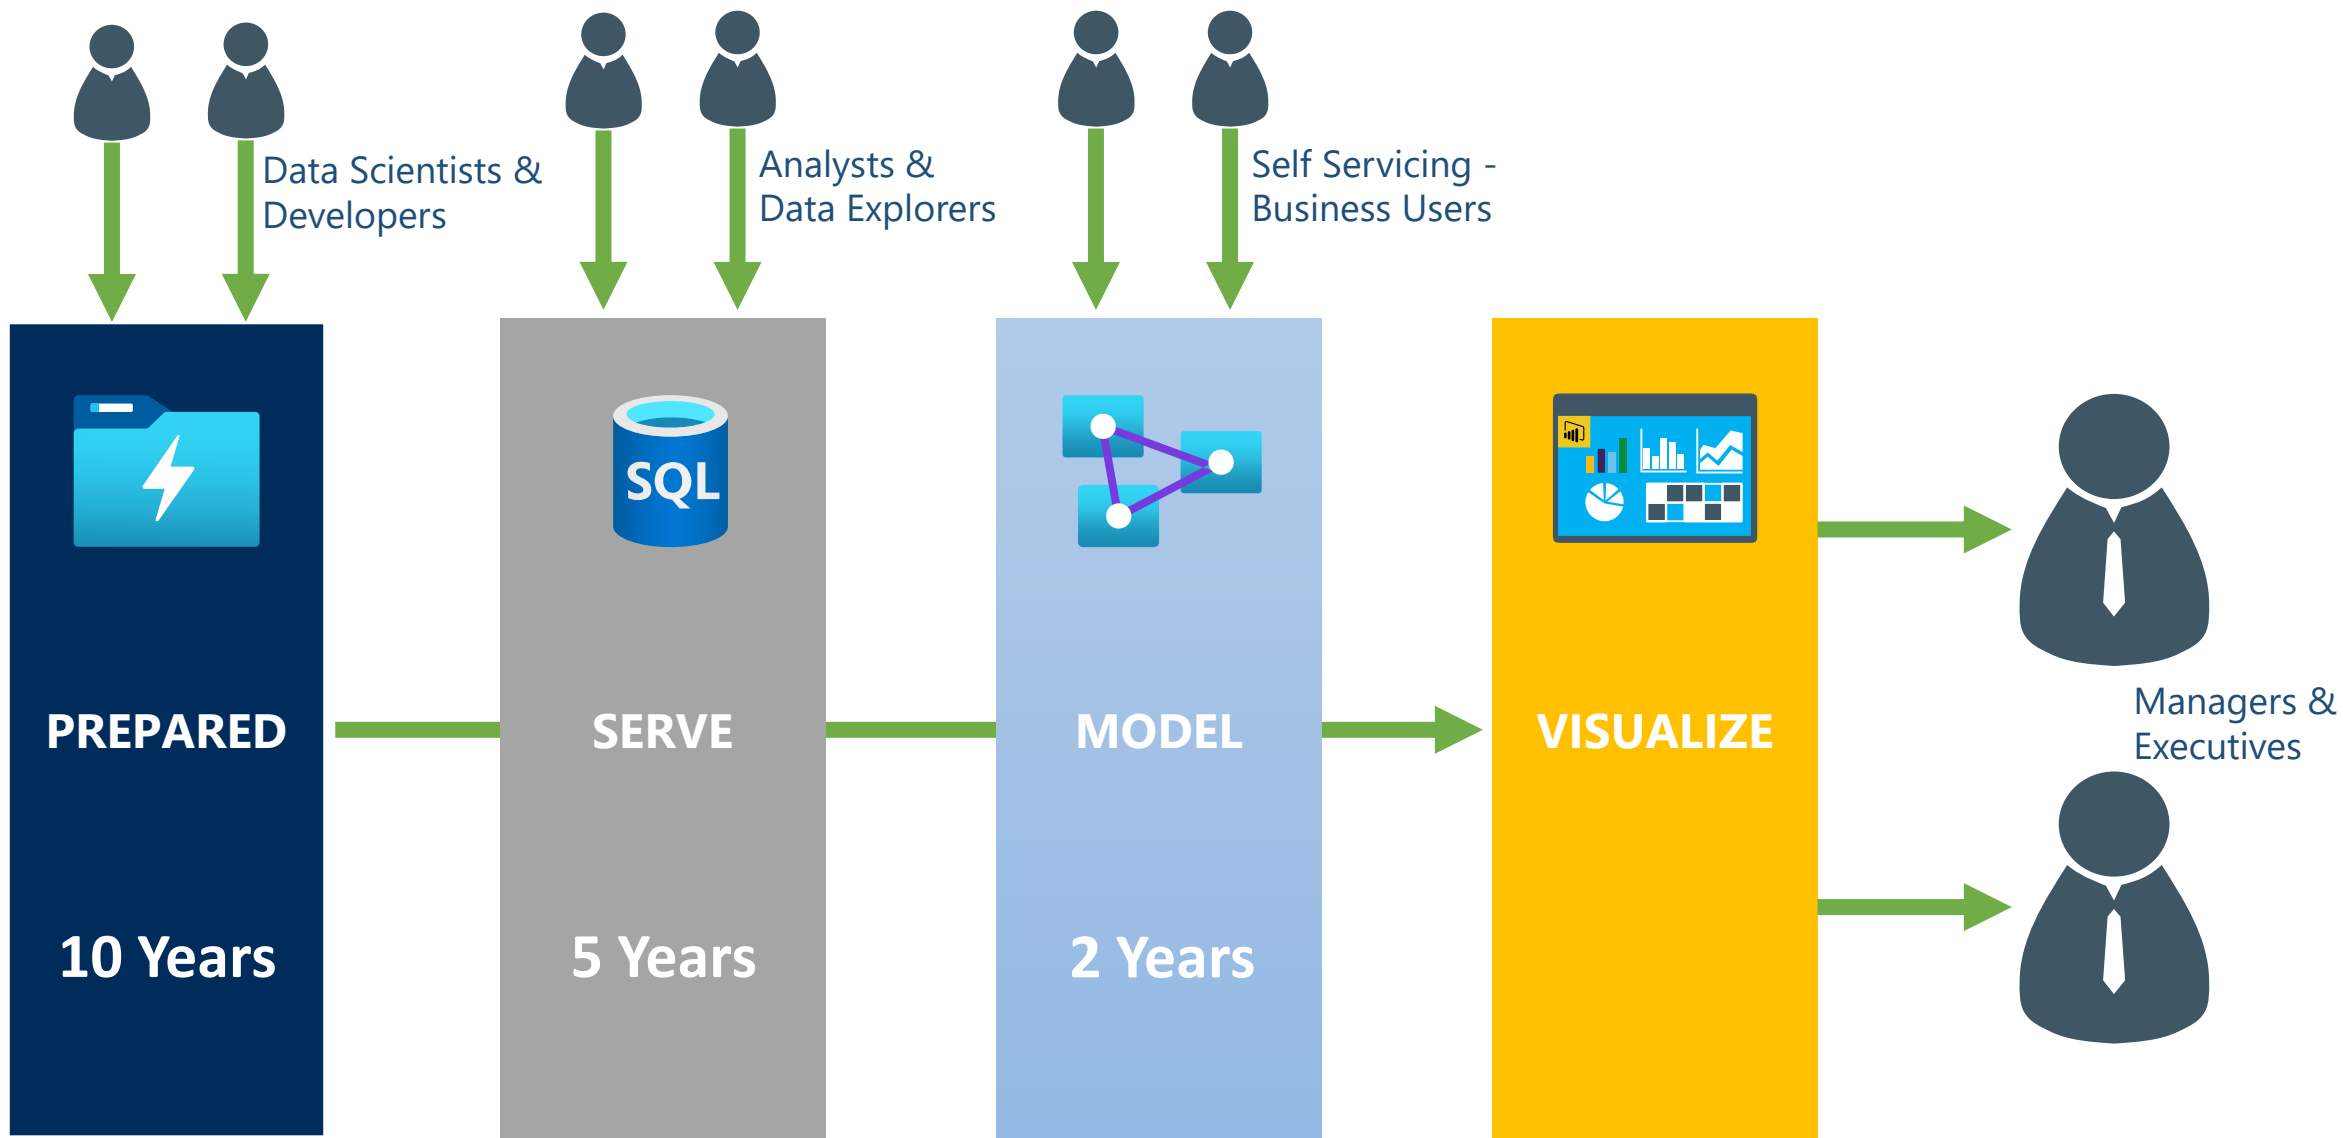 Data Scientists &
Developers
Analysts &
Data Explorers
Self Servicing -
Business Users
SQL
PREPARED
SERVE
MODEL
VISUALIZE
Managers &
Executives
10 Years
5 Years
2 Years